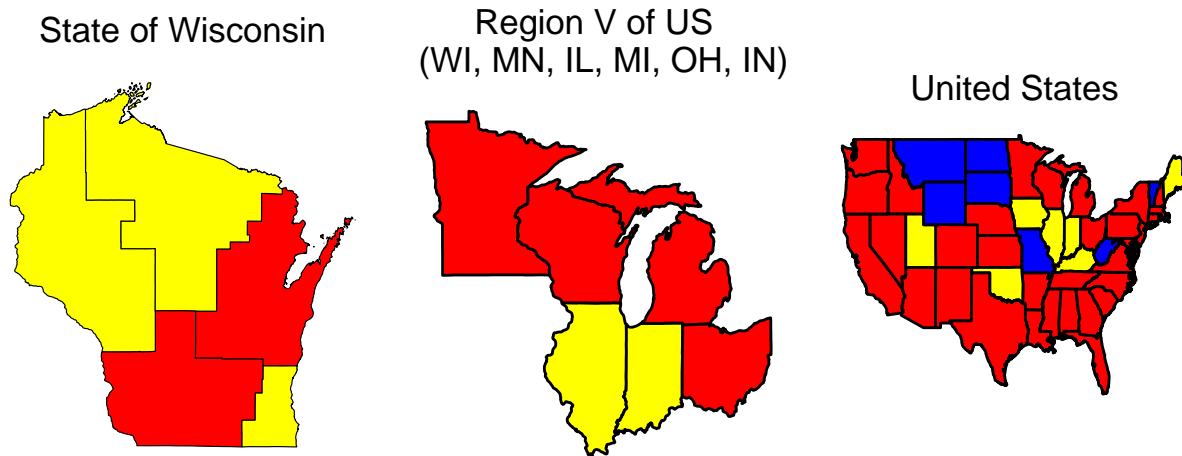 State of Wisconsin
Region V of US
(WI, MN, IL, MI, OH, IN)
United States